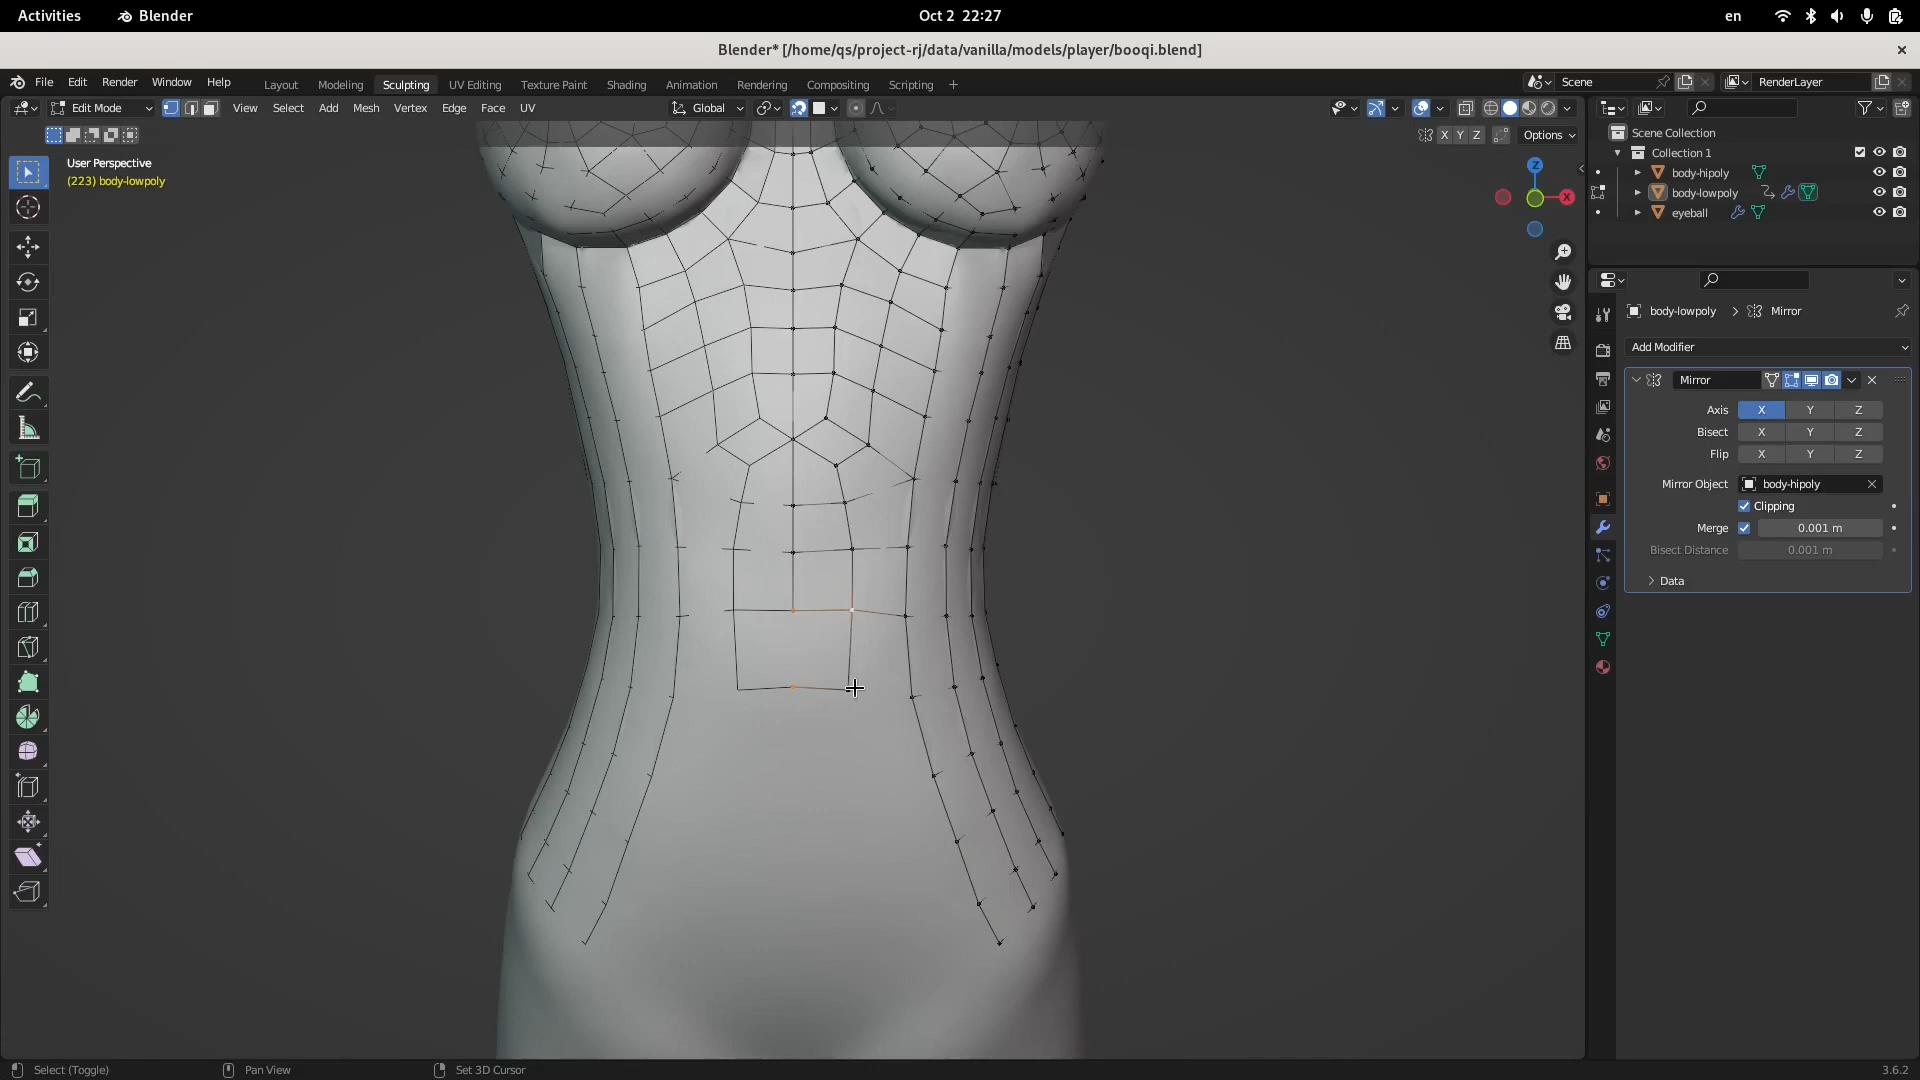 Activities Blender Oct 2 22:27 en
Blender* [/home/qs/project-rj/data/vanilla/models/player/booqi.blend]
File Edit Render Window Help Layout Modeling Sculpting UV Editing Texture Paint Shading Animation Rendering Compositing Scripting + Scene RenderLayer
Edit Mode View Select Add Mesh Vertex Edge Face UV Global
X Y Z Options
User Perspective
(223) body-lowpoly
Z
X
Scene Collection
Collection 1
body-hipoly
body-lowpoly
eyeball
body-lowpoly > Mirror
Add Modifier
Mirror
Axis X Y Z
Bisect X Y Z
Flip X Y Z
Mirror Object body-hipoly
Clipping
Merge 0.001 m
Bisect Distance 0.001 m
Data
Select (Toggle) Pan View Set 3D Cursor 3.6.2